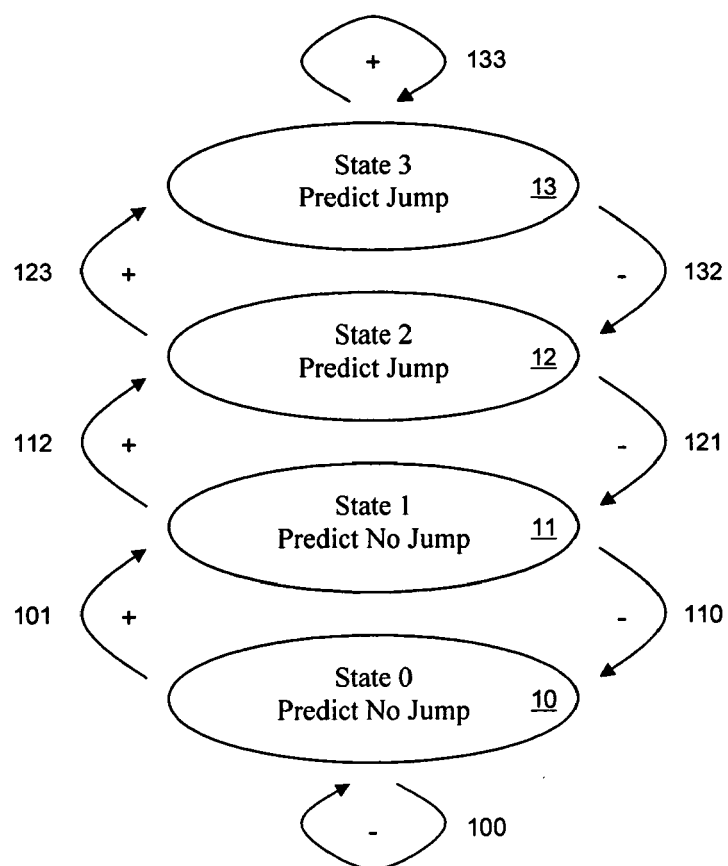 + 133
State 3
Predict Jump 13
123 + - 132
State 2
Predict Jump 12
112 + - 121
State 1
Predict No Jump 11
101 + - 110
State 0
Predict No Jump 10
- 100